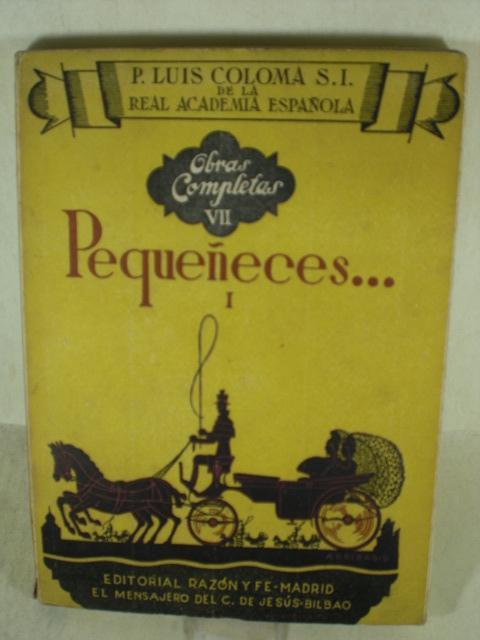 P. LUIS COLOMA S.I.
DE LA
REAL ACADEMIA ESPAÑOLA
Obras
Completas
VII
Pequeñeces...
I
EDITORIAL RAZÓN Y FE-MADRID
EL MENSAJERO DEL C. DE JESÚS-BILBAO